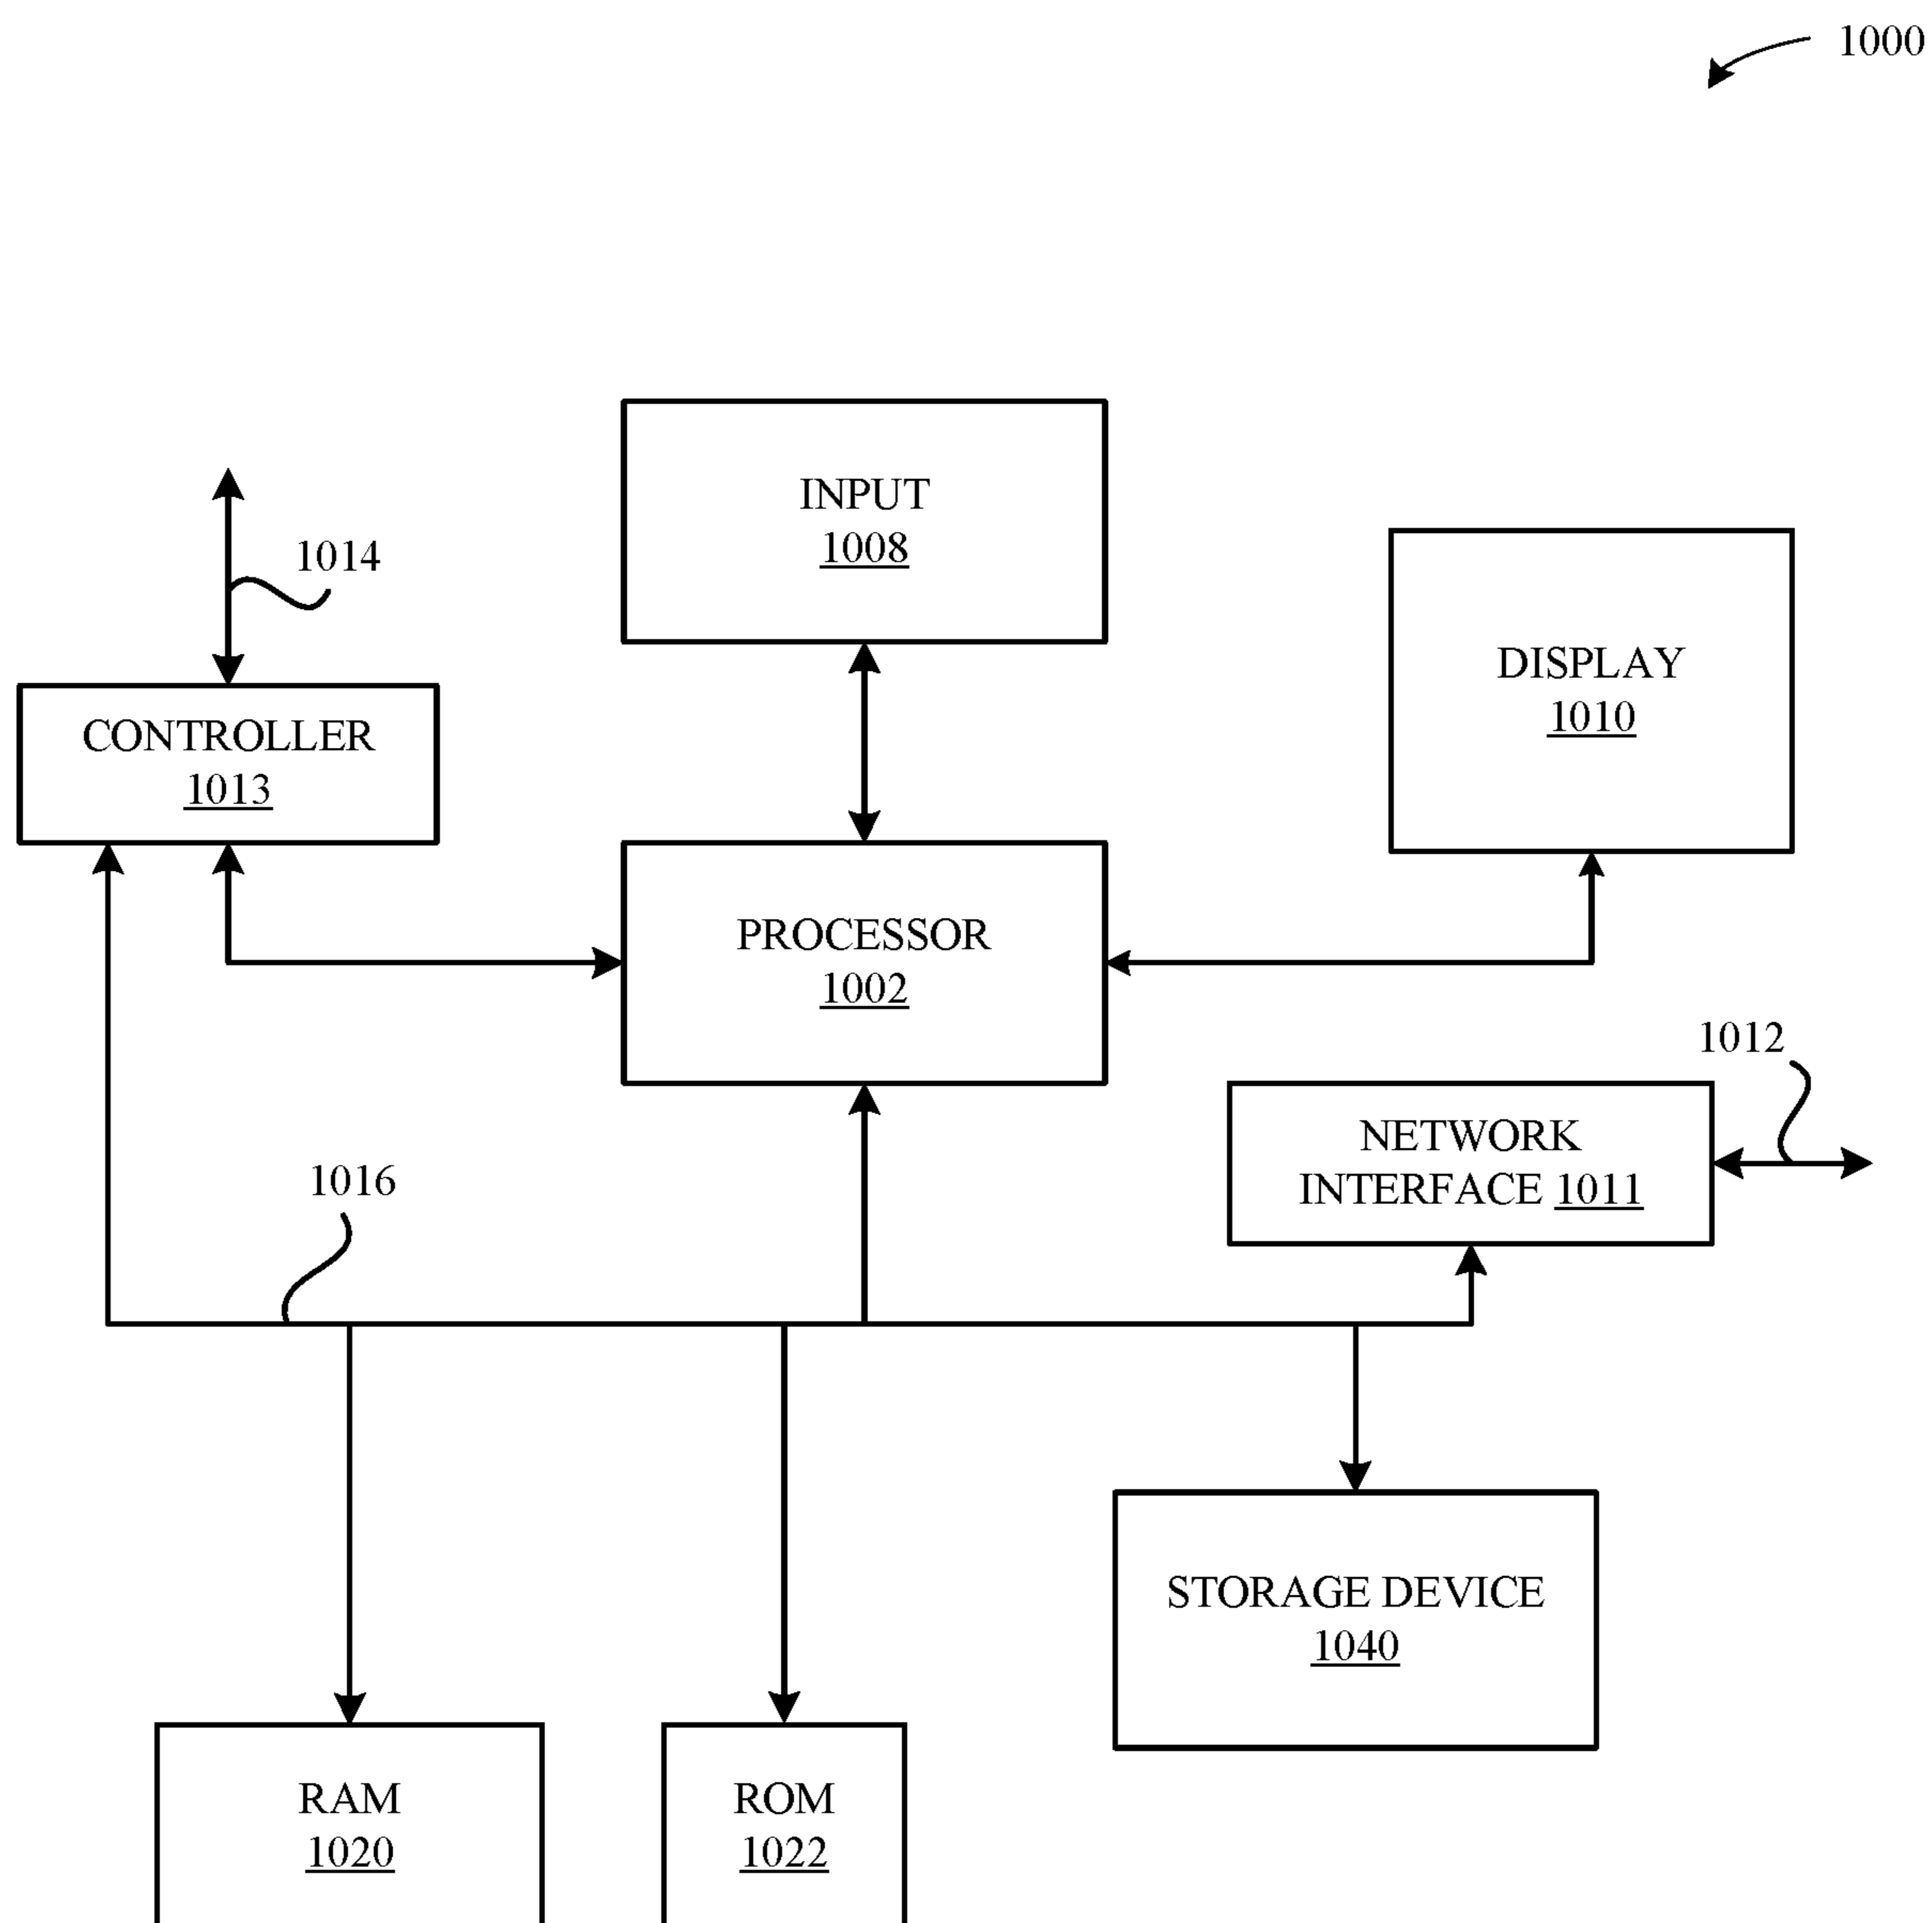 1000
INPUT
1008
1014
DISPLAY
1010
CONTROLLER
1013
PROCESSOR
1002
1012
NETWORK
INTERFACE 1011
1016
STORAGE DEVICE
1040
RAM
1020
ROM
1022